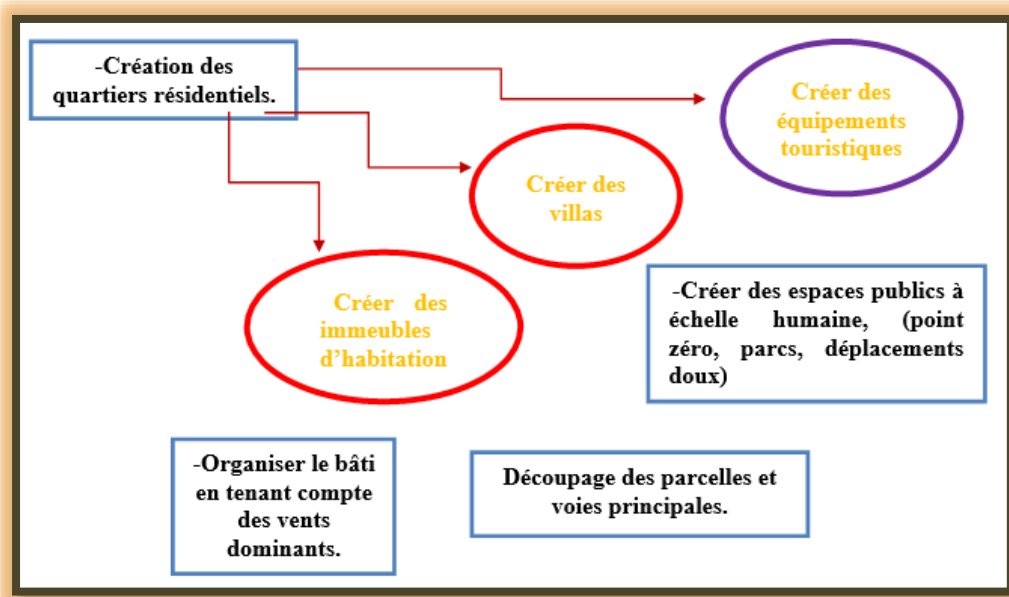 -Création des
quartiers résidentiels.
Créer des
équipements
touristiques
Créer des
villas
Créer des
immeubles
d'habitation
-Créer des espaces publics à
échelle humaine, (point
zéro, parcs, déplacements
doux)
-Organiser le bâti
en tenant compte
des vents
dominants.
Découpage des parcelles et
voies principales.